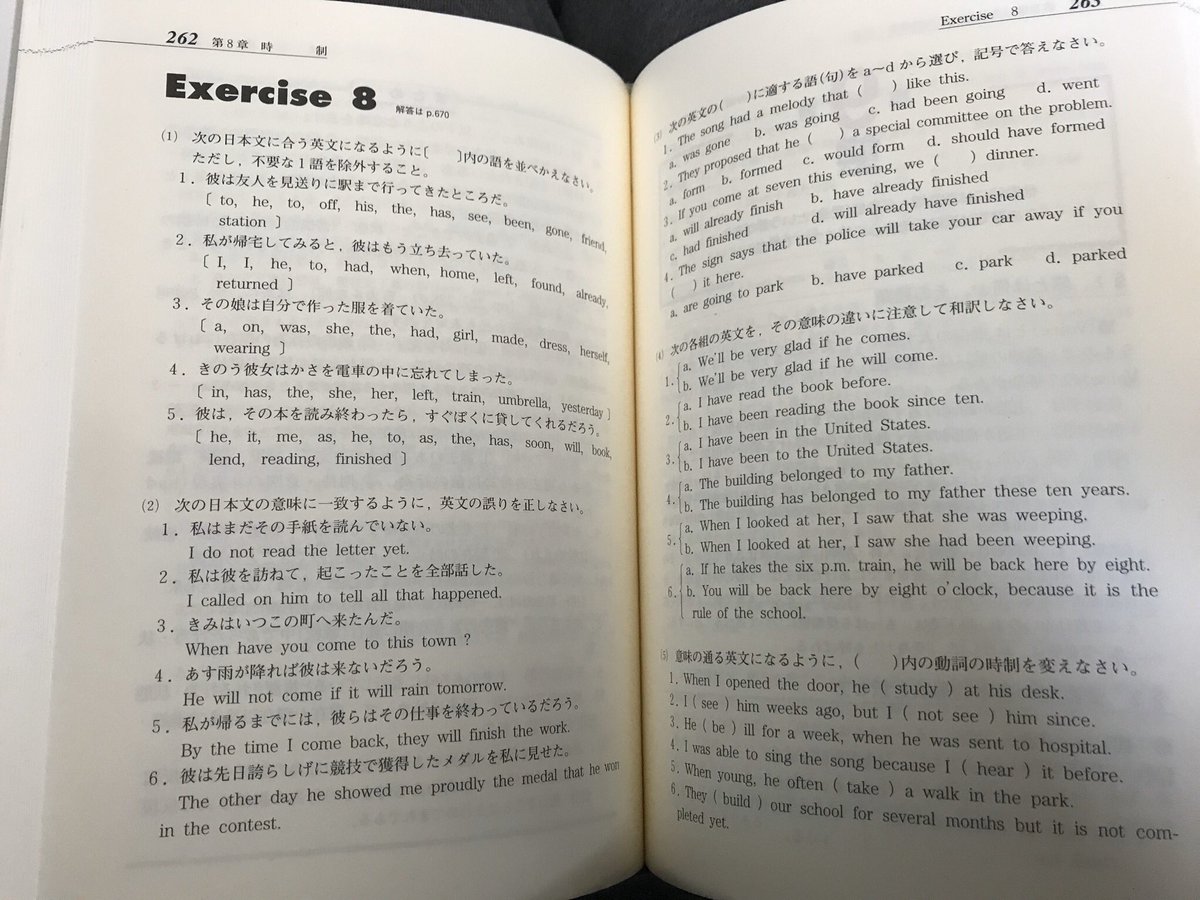 262 第8章 時 制
Exercise 8 解答は p.670
(1) 次の日本文に合う英文になるように〔 〕内の語を並べかえなさい。
ただし，不要な1語を除外すること。
1．彼は友人を見送りに駅まで行ってきたところだ。
〔 to, he, to, off, his, the, has, see, been, gone, friend,
station 〕
2．私が帰宅してみると，彼はもう立ち去っていた。
〔 I, I, he, to, had, when, home, left, found, already,
returned 〕
3．その娘は自分で作った服を着ていた。
〔 a, on, was, she, the, had, girl, made, dress, herself,
wearing 〕
4．きのう彼女はかさを電車の中に忘れてしまった。
〔 in, has, the, she, her, left, train, umbrella, yesterday 〕
5．彼は，その本を読み終わったら，すぐぼくに貸してくれるだろう。
〔 he, it, me, as, he, to, as, the, has, soon, will, book,
lend, reading, finished 〕
(2) 次の日本文の意味に一致するように，英文の誤りを正しなさい。
1．私はまだその手紙を読んでいない。
I do not read the letter yet.
2．私は彼を訪ねて，起こったことを全部話した。
I called on him to tell all that happened.
3．きみはいつこの町へ来たんだ。
When have you come to this town ?
4．あす雨が降れば彼は来ないだろう。
He will not come if it will rain tomorrow.
5．私が帰るまでには，彼らはその仕事を終わっているだろう。
By the time I come back, they will finish the work.
6．彼は先日誇らしげに競技で獲得したメダルを私に見せた。
The other day he showed me proudly the medal that he won
in the contest.
Exercise 8 263
(3) 次の英文の( )に適する語(句)をa～dから選び，記号で答えなさい。
1. The song had a melody that ( ) like this.
a. was gone b. was going c. had been going d. went
2. They proposed that he ( ) a special committee on the problem.
a. form b. formed c. would form d. should have formed
3. If you come at seven this evening, we ( ) dinner.
a. will already finish b. have already finished
c. had finished d. will already have finished
4. The sign says that the police will take your car away if you
( ) it here.
a. are going to park b. have parked c. park d. parked
(4) 次の各組の英文を，その意味の違いに注意して和訳しなさい。
1. a. We'll be very glad if he comes.
b. We'll be very glad if he will come.
2. a. I have read the book before.
b. I have been reading the book since ten.
3. a. I have been in the United States.
b. I have been to the United States.
4. a. The building belonged to my father.
b. The building has belonged to my father these ten years.
5. a. When I looked at her, I saw that she was weeping.
b. When I looked at her, I saw she had been weeping.
6. a. If he takes the six p.m. train, he will be back here by eight.
b. You will be back here by eight o'clock, because it is the
rule of the school.
(5) 意味の通る英文になるように，( )内の動詞の時制を変えなさい。
1. When I opened the door, he ( study ) at his desk.
2. I ( see ) him weeks ago, but I ( not see ) him since.
3. He ( be ) ill for a week, when he was sent to hospital.
4. I was able to sing the song because I ( hear ) it before.
5. When young, he often ( take ) a walk in the park.
6. They ( build ) our school for several months but it is not com-
pleted yet.